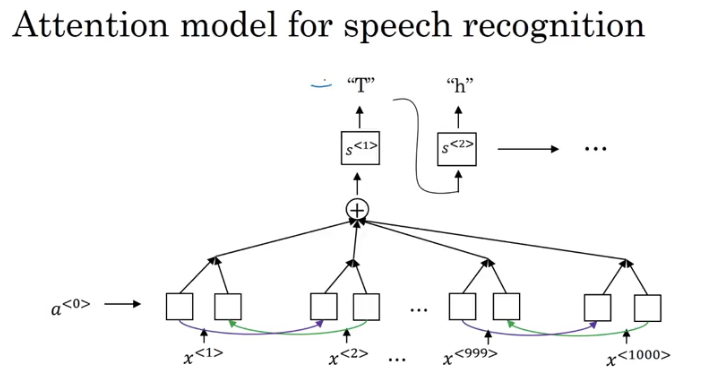 Attention model for speech recognition
“T” “h”
s<1> s<2> ...
+
a<0> ...
x<1> x<2> ... x<999> x<1000>